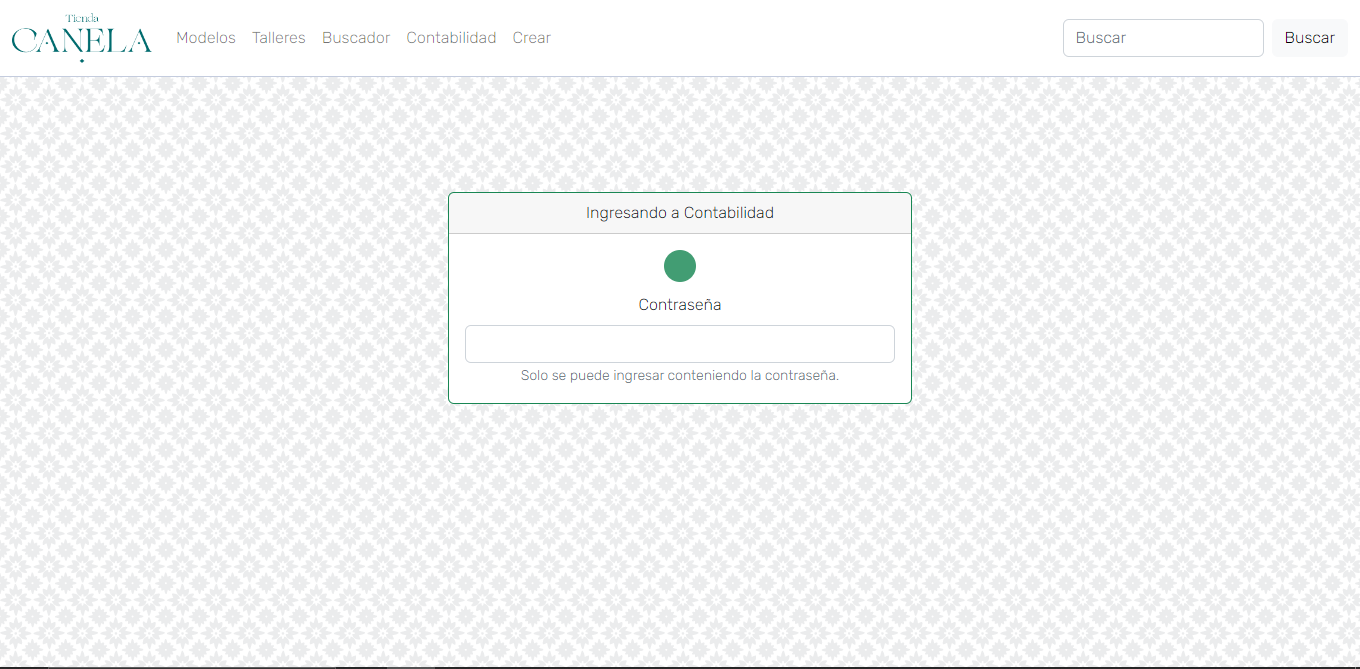 Tienda
CANELA
Modelos Talleres Buscador Contabilidad Crear
Buscar Buscar
Ingresando a Contabilidad
Contraseña
Solo se puede ingresar conteniendo la contraseña.